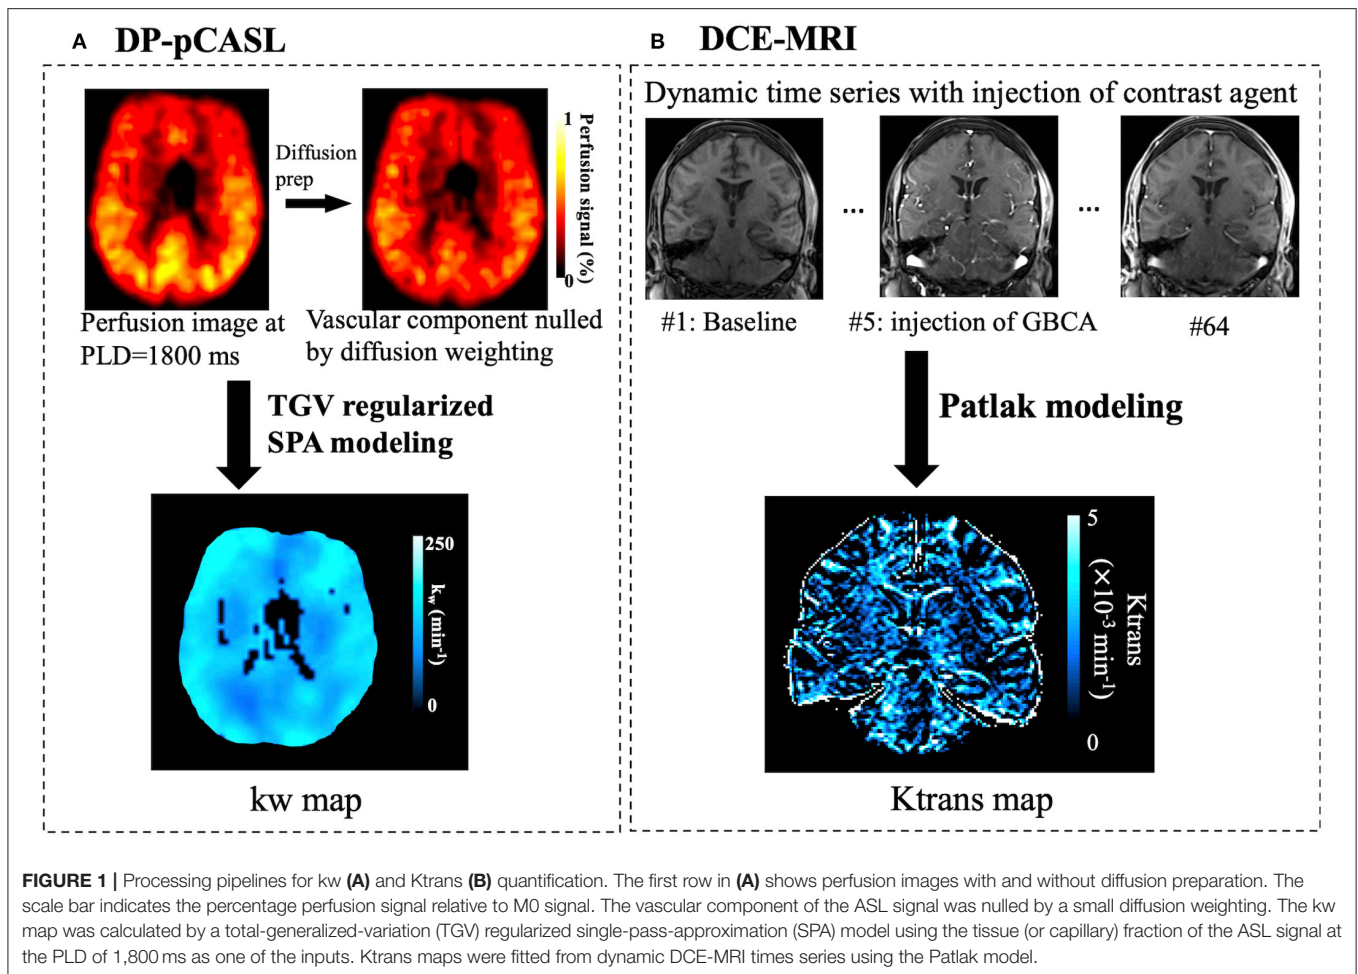 A DP-pCASL
Diffusion
prep
1
Perfusion signal (%)
0
Perfusion image at
PLD=1800 ms
Vascular component nulled
by diffusion weighting
TGV regularized
SPA modeling
250
kw (min-1)
0
kw map
B DCE-MRI
Dynamic time series with injection of contrast agent
...
...
#1: Baseline
#5: injection of GBCA
#64
Patlak modeling
5
Ktrans
(×10-3 min-1)
0
Ktrans map
FIGURE 1 | Processing pipelines for kw (A) and Ktrans (B) quantification. The first row in (A) shows perfusion images with and without diffusion preparation. The
scale bar indicates the percentage perfusion signal relative to M0 signal. The vascular component of the ASL signal was nulled by a small diffusion weighting. The kw
map was calculated by a total-generalized-variation (TGV) regularized single-pass-approximation (SPA) model using the tissue (or capillary) fraction of the ASL signal at
the PLD of 1,800 ms as one of the inputs. Ktrans maps were fitted from dynamic DCE-MRI times series using the Patlak model.